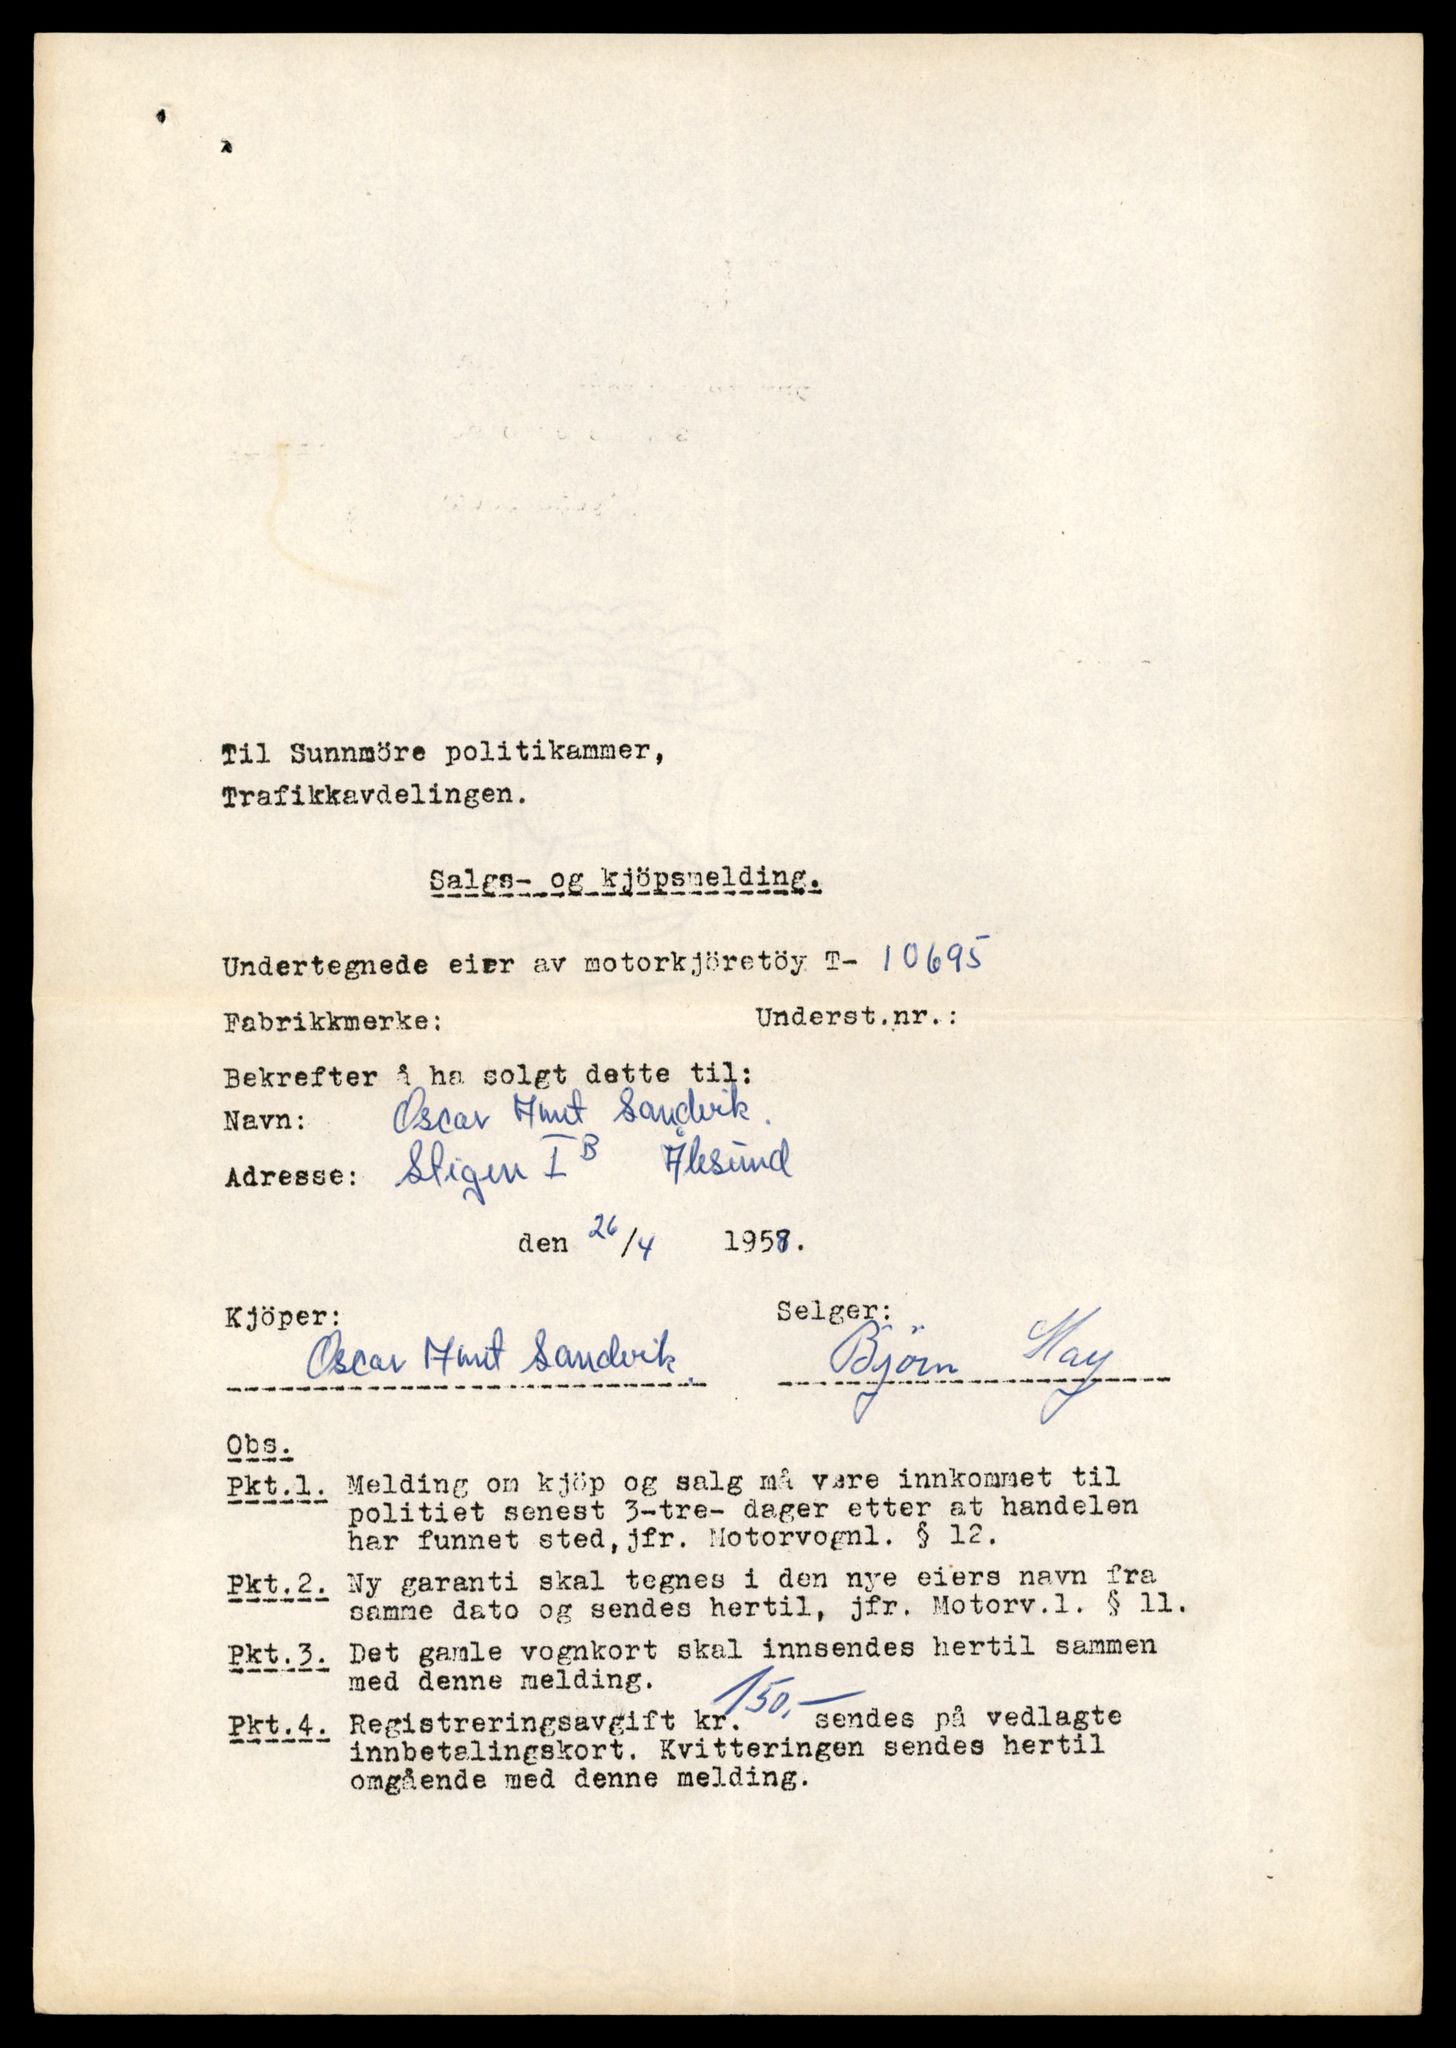 Til Sunnmöre politikammer,
Trafikkavdelingen.
Salgs- og kjöpsmelding.
Undertegnede eier av motorkjöretöy T- 10695
Fabrikkmerke: Underst.nr.:
Bekrefter å ha solgt dette til:
Navn: Oscar Amt Sandvik.
Adresse: Stigen I B Ålesund
den 26/4 1958.
Kjöper: Selger:
Oscar Amt Sandvik. Björn Hay
Obs.
Pkt.1. Melding om kjöp og salg må være innkommet til
politiet senest 3-tre- dager etter at handelen
har funnet sted, jfr. Motorvognl. § 12.
Pkt.2. Ny garanti skal tegnes i den nye eiers navn fra
samme dato og sendes hertil, jfr. Motorv.l. § 11.
Pkt.3. Det gamle vognkort skal innsendes hertil sammen
med denne melding.
Pkt.4. Registreringsavgift kr. 150,- sendes på vedlagte
innbetalingskort. Kvitteringen sendes hertil
omgående med denne melding.